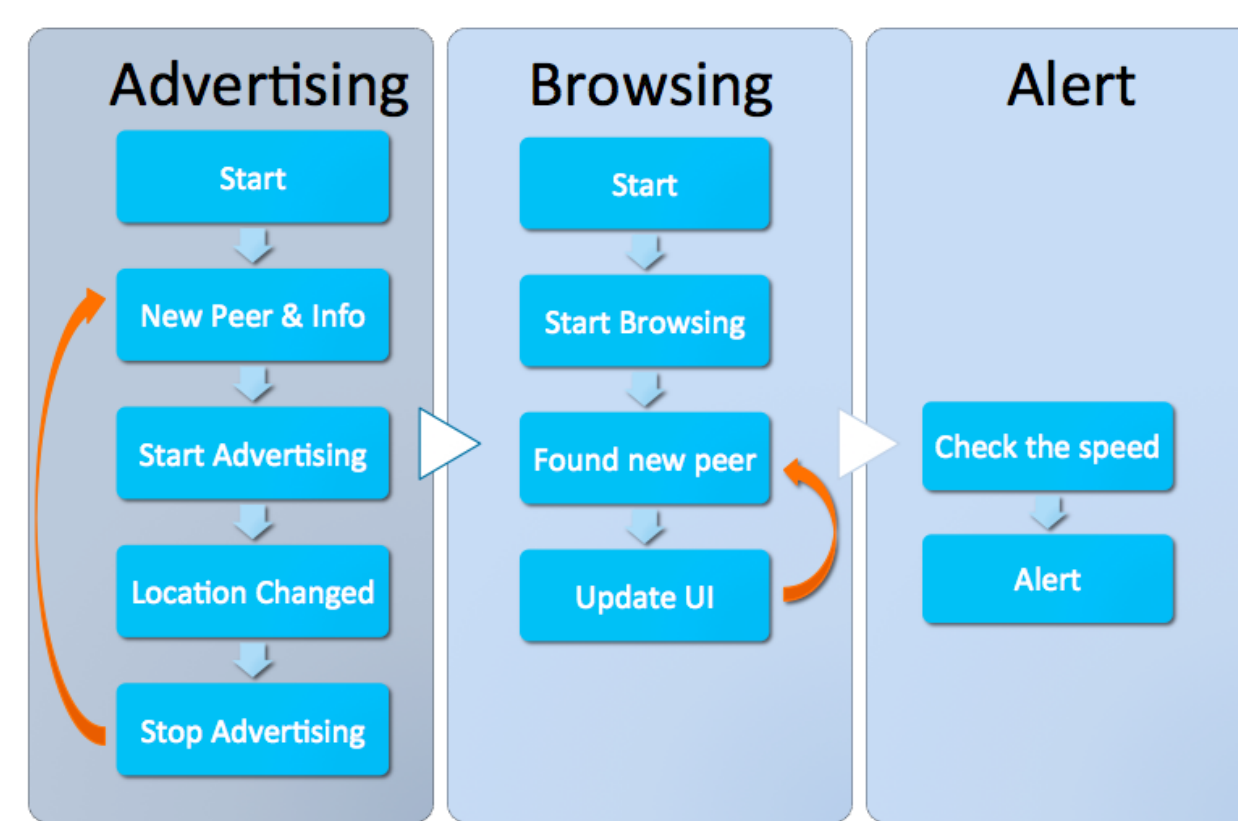 Advertising
Start
New Peer & Info
Start Advertising
Location Changed
Stop Advertising
Browsing
Start
Start Browsing
Found new peer
Update UI
Alert
Check the speed
Alert